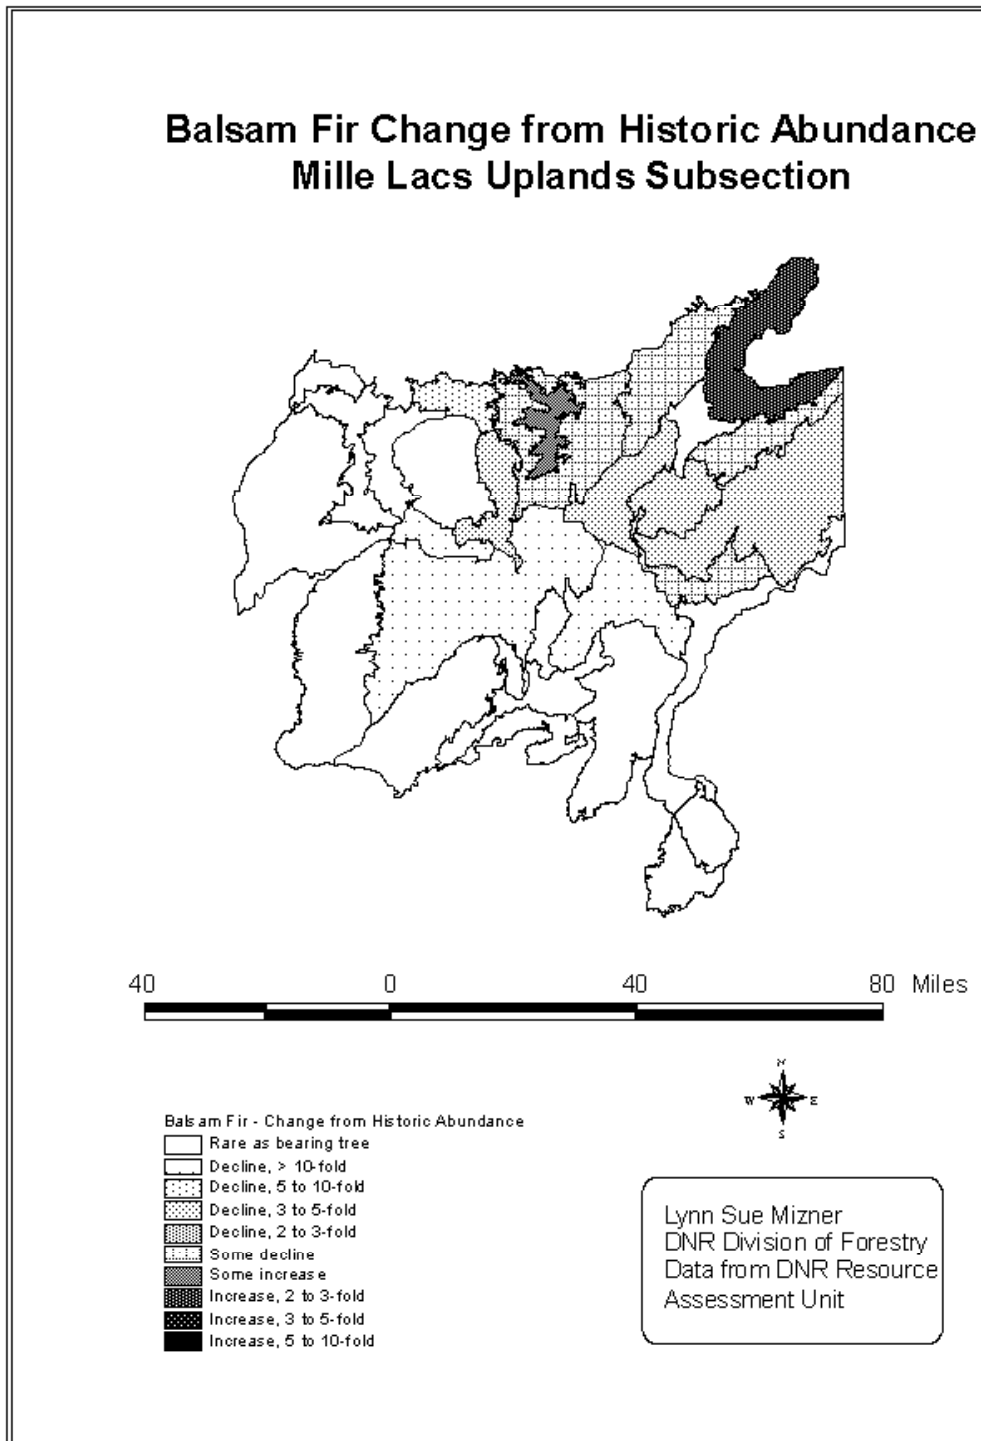 Balsam Fir Change from Historic Abundance
Mille Lacs Uplands Subsection
40 0 40 80 Miles
N
W E
S
Balsam Fir - Change from Historic Abundance
Rare as bearing tree
Decline, > 10-fold
Decline, 5 to 10-fold
Decline, 3 to 5-fold
Decline, 2 to 3-fold
Some decline
Some increase
Increase, 2 to 3-fold
Increase, 3 to 5-fold
Increase, 5 to 10-fold
Lynn Sue Mizner
DNR Division of Forestry
Data from DNR Resource
Assessment Unit